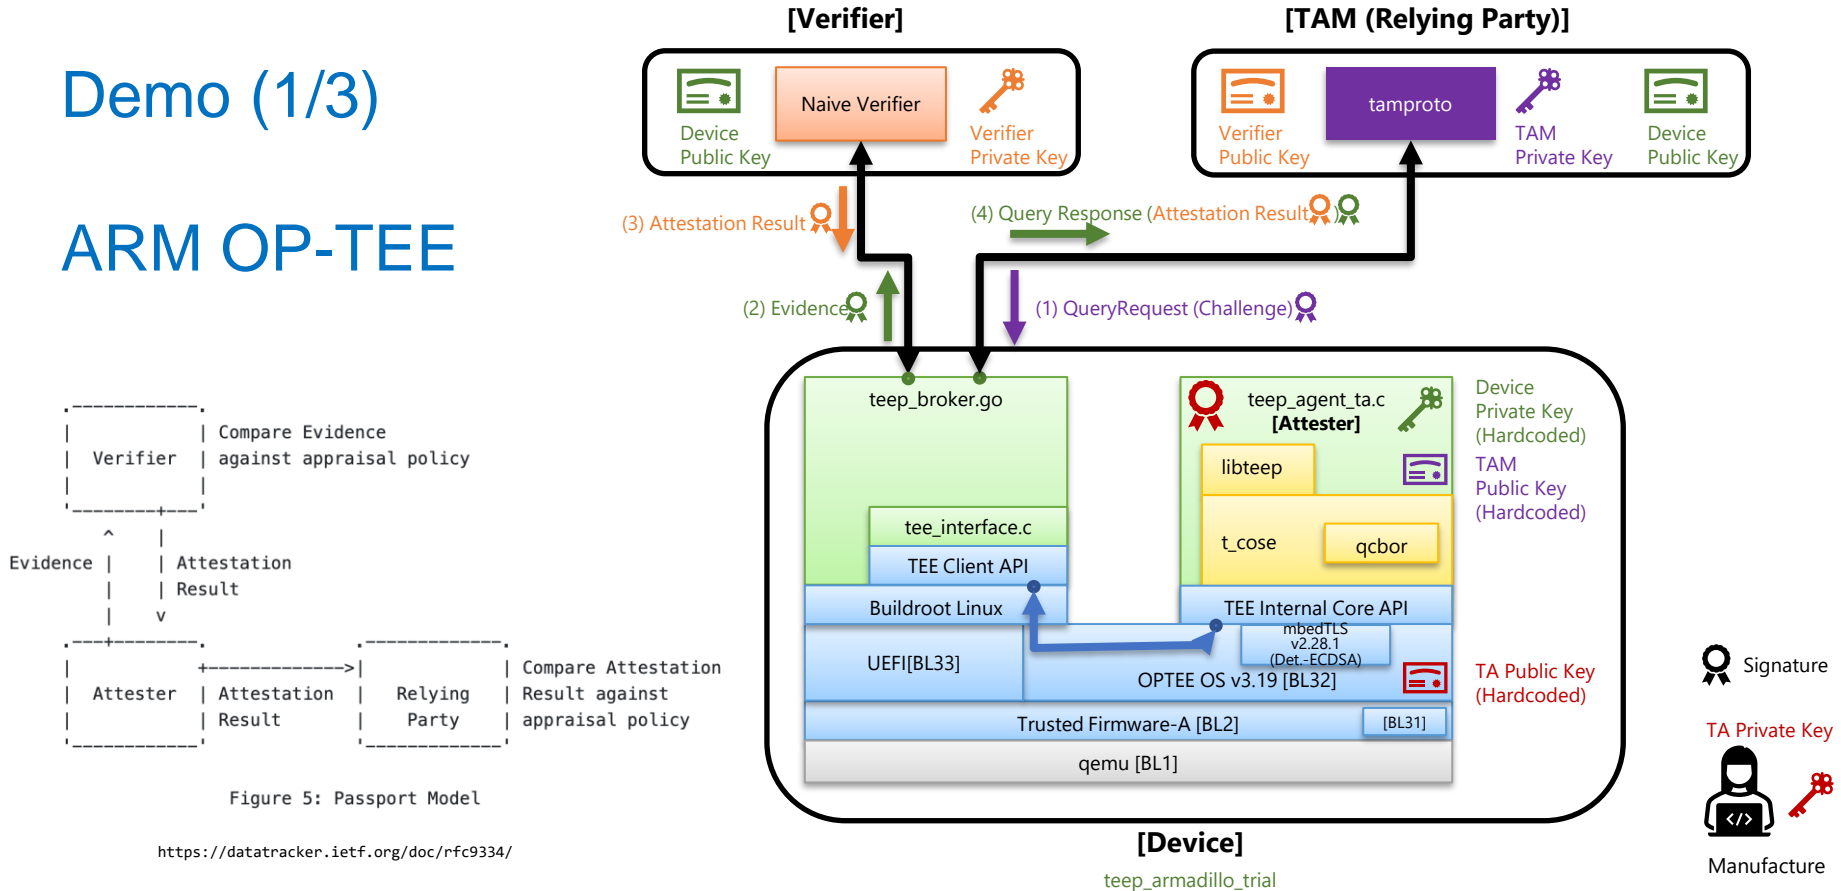 Demo (1/3)
ARM OP-TEE
Verifier
Compare Evidence
against appraisal policy
Evidence
Attestation
Result
Attester
Attestation
Result
Relying
Party
Compare Attestation
Result against
appraisal policy
Figure 5: Passport Model
https://datatracker.ietf.org/doc/rfc9334/
[Verifier]
Device
Public Key
Naive Verifier
Verifier
Private Key
[TAM (Relying Party)]
Verifier
Public Key
tamproto
TAM
Private Key
Device
Public Key
(3) Attestation Result
(4) Query Response (Attestation Result )
(2) Evidence
(1) QueryRequest (Challenge)
teep_broker.go
tee_interface.c
TEE Client API
Buildroot Linux
teep_agent_ta.c
[Attester]
libteep
t_cose
qcbor
TEE Internal Core API
mbedTLS
v2.28.1
(Det.-ECDSA)
UEFI[BL33]
OPTEE OS v3.19 [BL32]
Trusted Firmware-A [BL2]
[BL31]
qemu [BL1]
Device
Private Key
(Hardcoded)
TAM
Public Key
(Hardcoded)
TA Public Key
(Hardcoded)
[Device]
teep_armadillo_trial
Signature
TA Private Key
</>
Manufacture